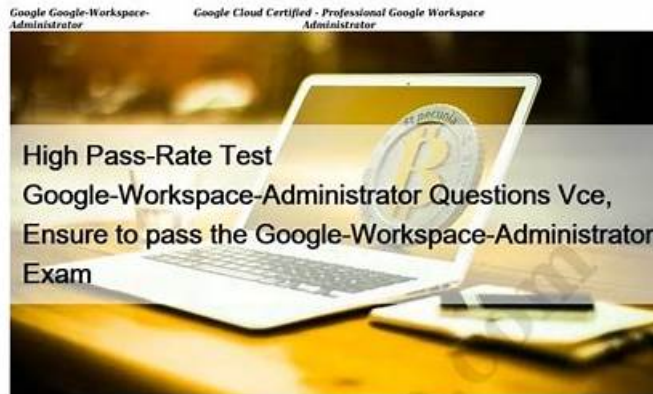 Google Google-Workspace-
Administrator
Google Cloud Certified - Professional Google Workspace
Administrator
High Pass-Rate Test
Google-Workspace-Administrator Questions Vce,
Ensure to pass the Google-Workspace-Administrator
Exam
com